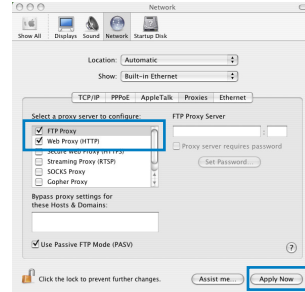 Network
Show All Displays Sound Network Startup Disk
Location: Automatic
Show: Built-in Ethernet
TCP/IP PPPoE AppleTalk Proxies Ethernet
Select a proxy server to configure: FTP Proxy Server
FTP Proxy
Web Proxy (HTTP)
Secure Web Proxy (HTTPS)
Streaming Proxy (RTSP)
SOCKS Proxy
Gopher Proxy
:
Proxy server requires password
Set Password...
Bypass proxy settings for
these Hosts & Domains:
Use Passive FTP Mode (PASV)
?
Click the lock to prevent further changes.
Assist me...
Apply Now